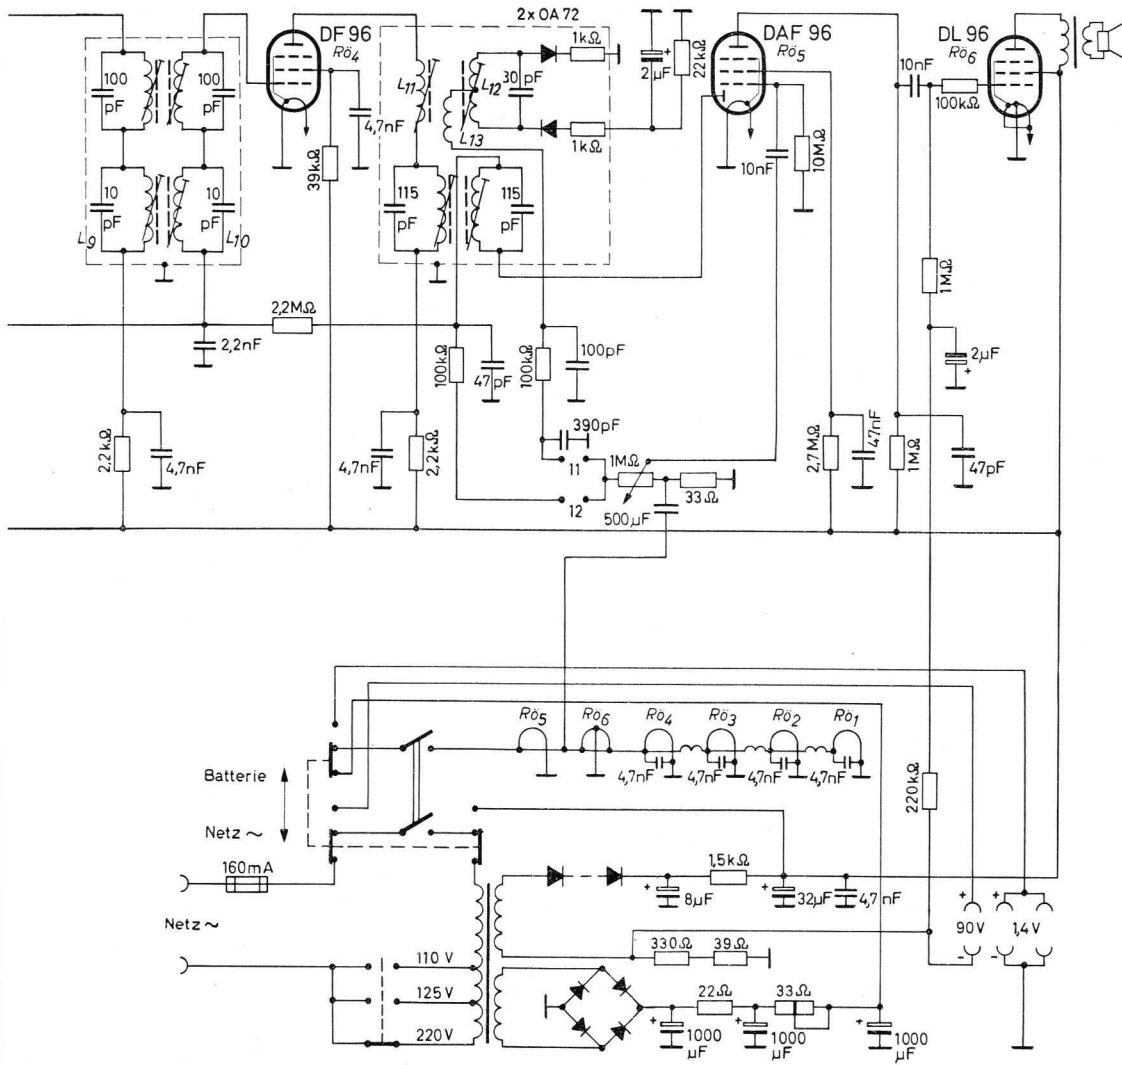 2x OA 72
DF 96
Rö4
DAF 96
Rö5
DL 96
Rö6
100
pF
100
pF
10
pF
10
pF
L9
L10
39kΩ
4,7nF
L11
L12
L13
30 pF
1kΩ
1kΩ
+
2µF
22kΩ
115
pF
115
pF
10nF
10MΩ
10nF
100kΩ
1MΩ
2µF
+
2,2MΩ
2,2nF
100kΩ
47pF
100kΩ
100pF
390pF
11
12
1MΩ
33Ω
500µF
2,2kΩ
4,7nF
4,7nF
2,2kΩ
2,7MΩ
47nF
1MΩ
47pF
Rö5
Rö6
Rö4
Rö3
Rö2
Rö1
4,7nF
4,7nF
4,7nF
4,7nF
Batterie
Netz ~
220kΩ
160mA
1,5kΩ
+
8µF
+
32µF
4,7nF
Netz ~
330Ω
39Ω
+
90V
-
+
1,4V
-
110 V
125V
220V
22Ω
33Ω
+
1000
µF
+
1000
µF
+
1000
µF